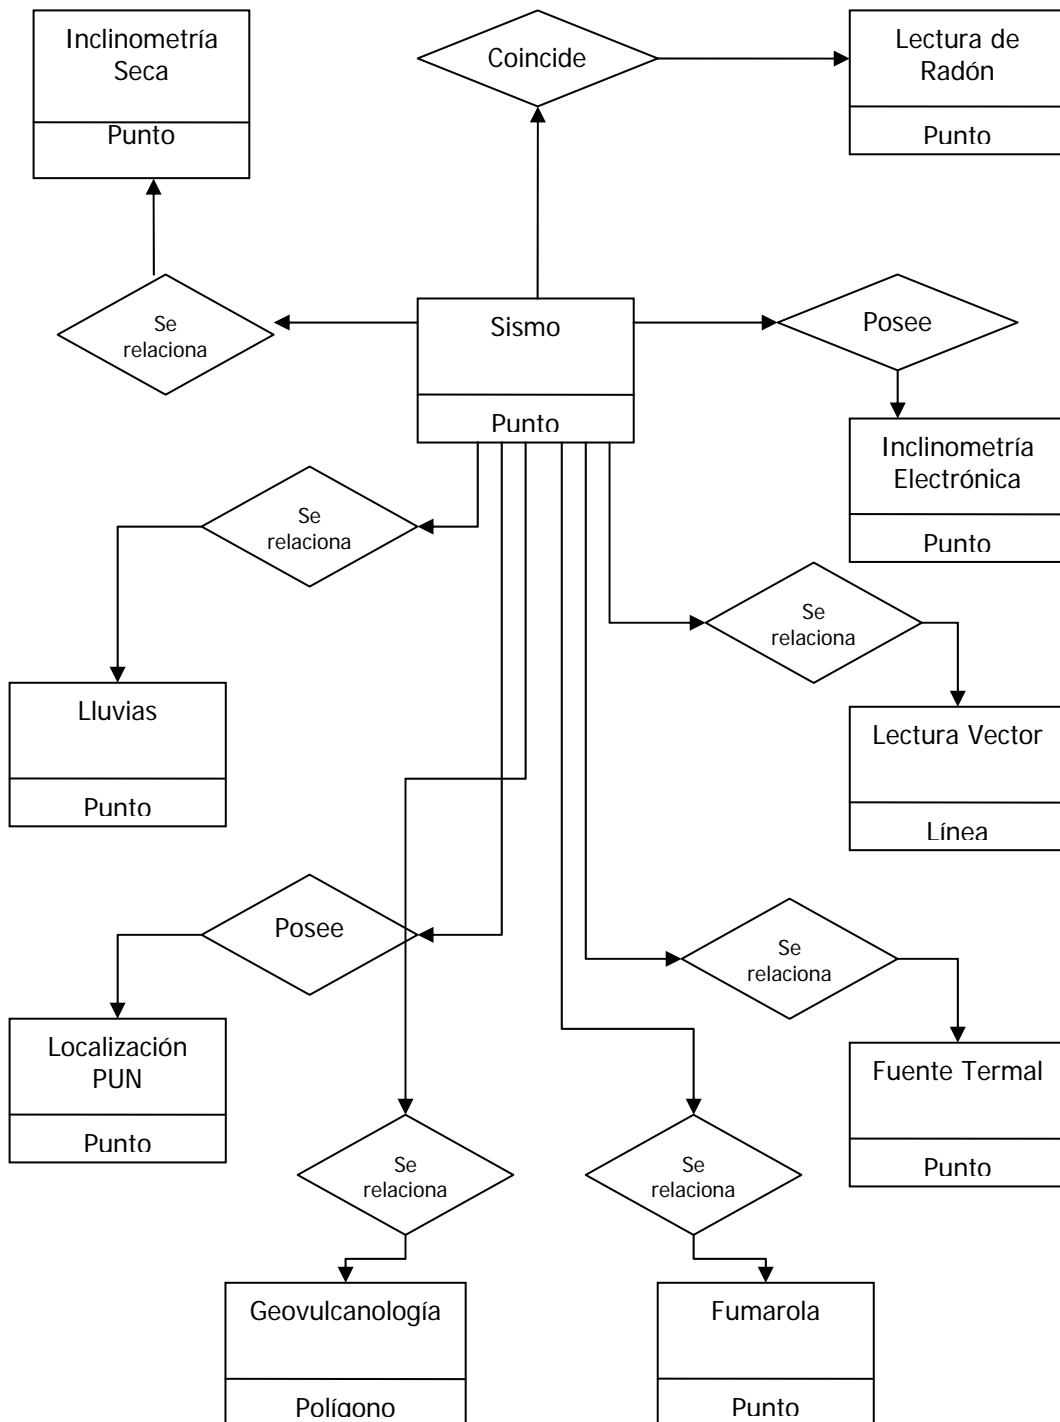 Inclinometría
Seca
Punto
Coincide
Lectura de
Radón
Punto
Se
relaciona
Sismo
Punto
Posee
Inclinometría
Electrónica
Punto
Se
relaciona
Se
relaciona
Lluvias
Punto
Lectura Vector
Línea
Posee
Se
relaciona
Localización
PUN
Punto
Fuente Termal
Punto
Se
relaciona
Se
relaciona
Geovulcanología
Polígono
Fumarola
Punto